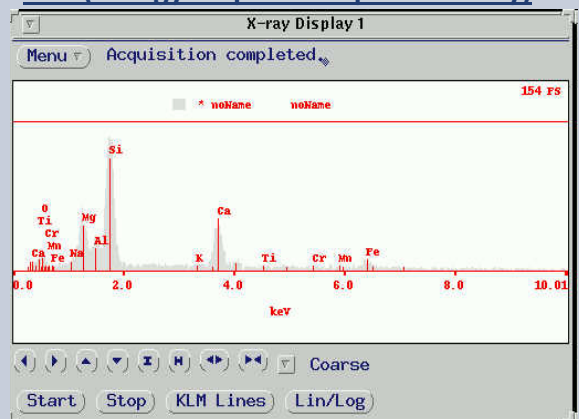 X-ray Display 1
Menu Acquisition completed.
154 FS
* noName noName
Si
O
Ti
Cr
Mn
Ca Fe Na Mg Al K Ca Ti Cr Mn Fe
0.0 2.0 4.0 6.0 8.0 10.01
keV
I H Coarse
Start Stop KLM Lines Lin/Log